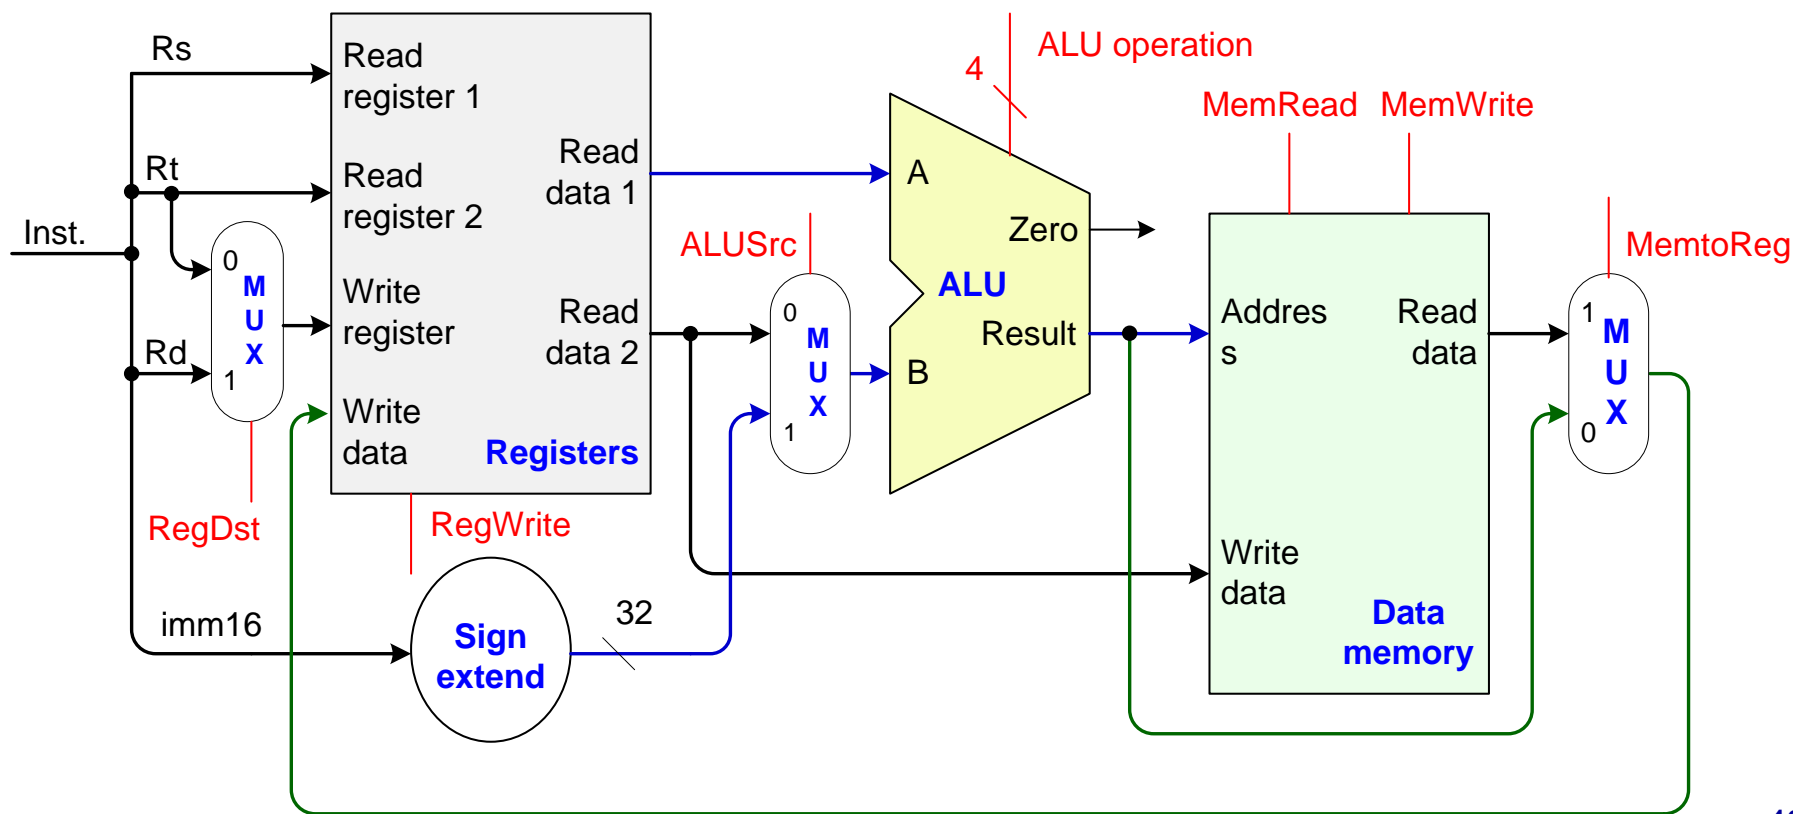 Rs
Read
register 1
Rt
Read
register 2
Read
data 1
Inst.
0
M
U
X
1
Rd
Write
register
Read
data 2
Write
data
Registers
RegDst
RegWrite
imm16
Sign
extend
32
ALUSrc
0
M
U
X
1
4
ALU operation
A
Zero
ALU
Result
B
MemRead
MemWrite
Addres
s
Read
data
Write
data
Data
memory
MemtoReg
1
M
U
X
0